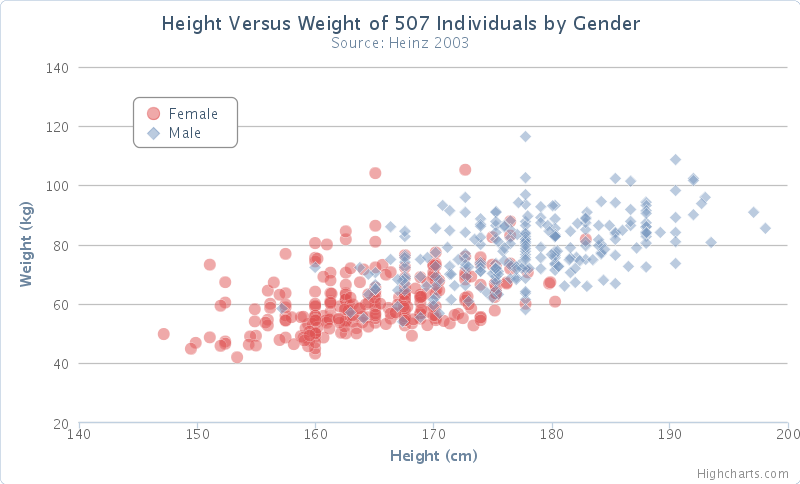 Height Versus Weight of 507 Individuals by Gender
Source: Heinz 2003
140
Female
Male
120
100
80
60
40
20
Weight (kg)
140 150 160 170 180 190 200
Height (cm)
Highcharts.com